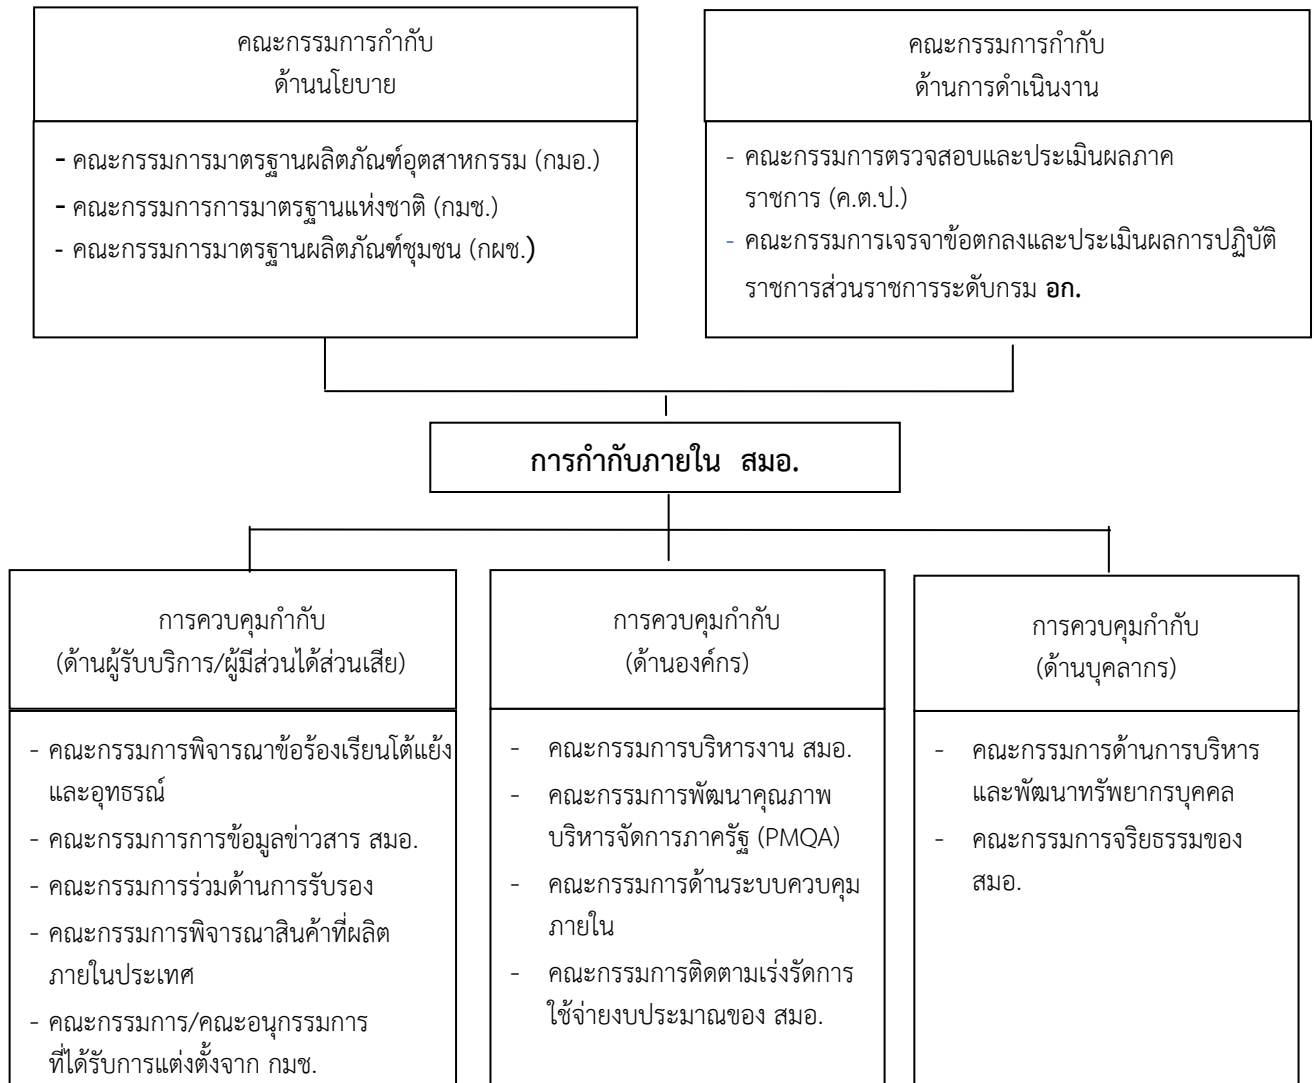 คณะกรรมการกำกับ
ด้านนโยบาย
- คณะกรรมการมาตรฐานผลิตภัณฑ์อุตสาหกรรม (กมอ.)
- คณะกรรมการการมาตรฐานแห่งชาติ (กมช.)
- คณะกรรมการมาตรฐานผลิตภัณฑ์ชุมชน (กผช.)
คณะกรรมการกำกับ
ด้านการดำเนินงาน
- คณะกรรมการตรวจสอบและประเมินผลภาค
ราชการ (ค.ต.ป.)
- คณะกรรมการเจรจาข้อตกลงและประเมินผลการปฏิบัติ
ราชการส่วนราชการระดับกรม อก.
การกำกับภายใน สมอ.
การควบคุมกำกับ
(ด้านผู้รับบริการ/ผู้มีส่วนได้ส่วนเสีย)
- คณะกรรมการพิจารณาข้อร้องเรียนโต้แย้ง
และอุทธรณ์
- คณะกรรมการการข้อมูลข่าวสาร สมอ.
- คณะกรรมการร่วมด้านการรับรอง
- คณะกรรมการพิจารณาสินค้าที่ผลิต
ภายในประเทศ
- คณะกรรมการ/คณะอนุกรรมการ
ที่ได้รับการแต่งตั้งจาก กมช.
การควบคุมกำกับ
(ด้านองค์กร)
- คณะกรรมการบริหารงาน สมอ.
- คณะกรรมการพัฒนาคุณภาพ
บริหารจัดการภาครัฐ (PMQA)
- คณะกรรมการด้านระบบควบคุม
ภายใน
- คณะกรรมการติดตามเร่งรัดการ
ใช้จ่ายงบประมาณของ สมอ.
การควบคุมกำกับ
(ด้านบุคลากร)
- คณะกรรมการด้านการบริหาร
และพัฒนาทรัพยากรบุคคล
- คณะกรรมการจริยธรรมของ
สมอ.